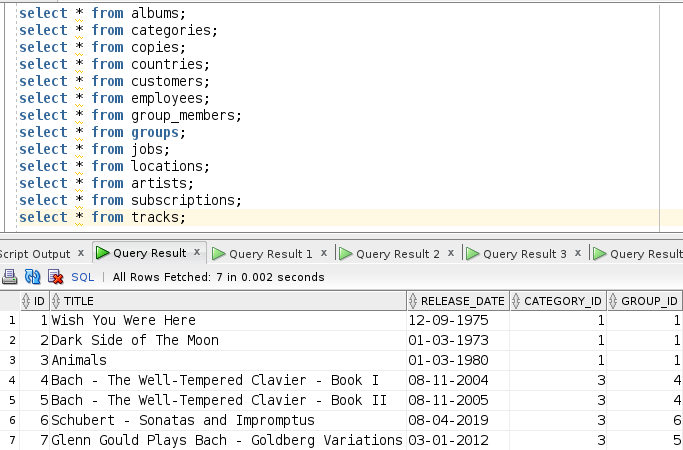 select * from albums;
select * from categories;
select * from copies;
select * from countries;
select * from customers;
select * from employees;
select * from group_members;
select * from groups;
select * from jobs;
select * from locations;
select * from artists;
select * from subscriptions;
select * from tracks;
Script Output x Query Result x Query Result 1 x Query Result 2 x Query Result 3 x Query Result
SQL | All Rows Fetched: 7 in 0.002 seconds
ID TITLE RELEASE_DATE CATEGORY_ID GROUP_ID
1 1 Wish You Were Here 12-09-1975 1 1
2 2 Dark Side of The Moon 01-03-1973 1 1
3 3 Animals 01-03-1980 1 1
4 4 Bach - The Well-Tempered Clavier - Book I 08-11-2004 3 4
5 5 Bach - The Well-Tempered Clavier - Book II 08-11-2005 3 4
6 6 Schubert - Sonatas and Impromptus 08-04-2019 3 6
7 7 Glenn Gould Plays Bach - Goldberg Variations 03-01-2012 3 5